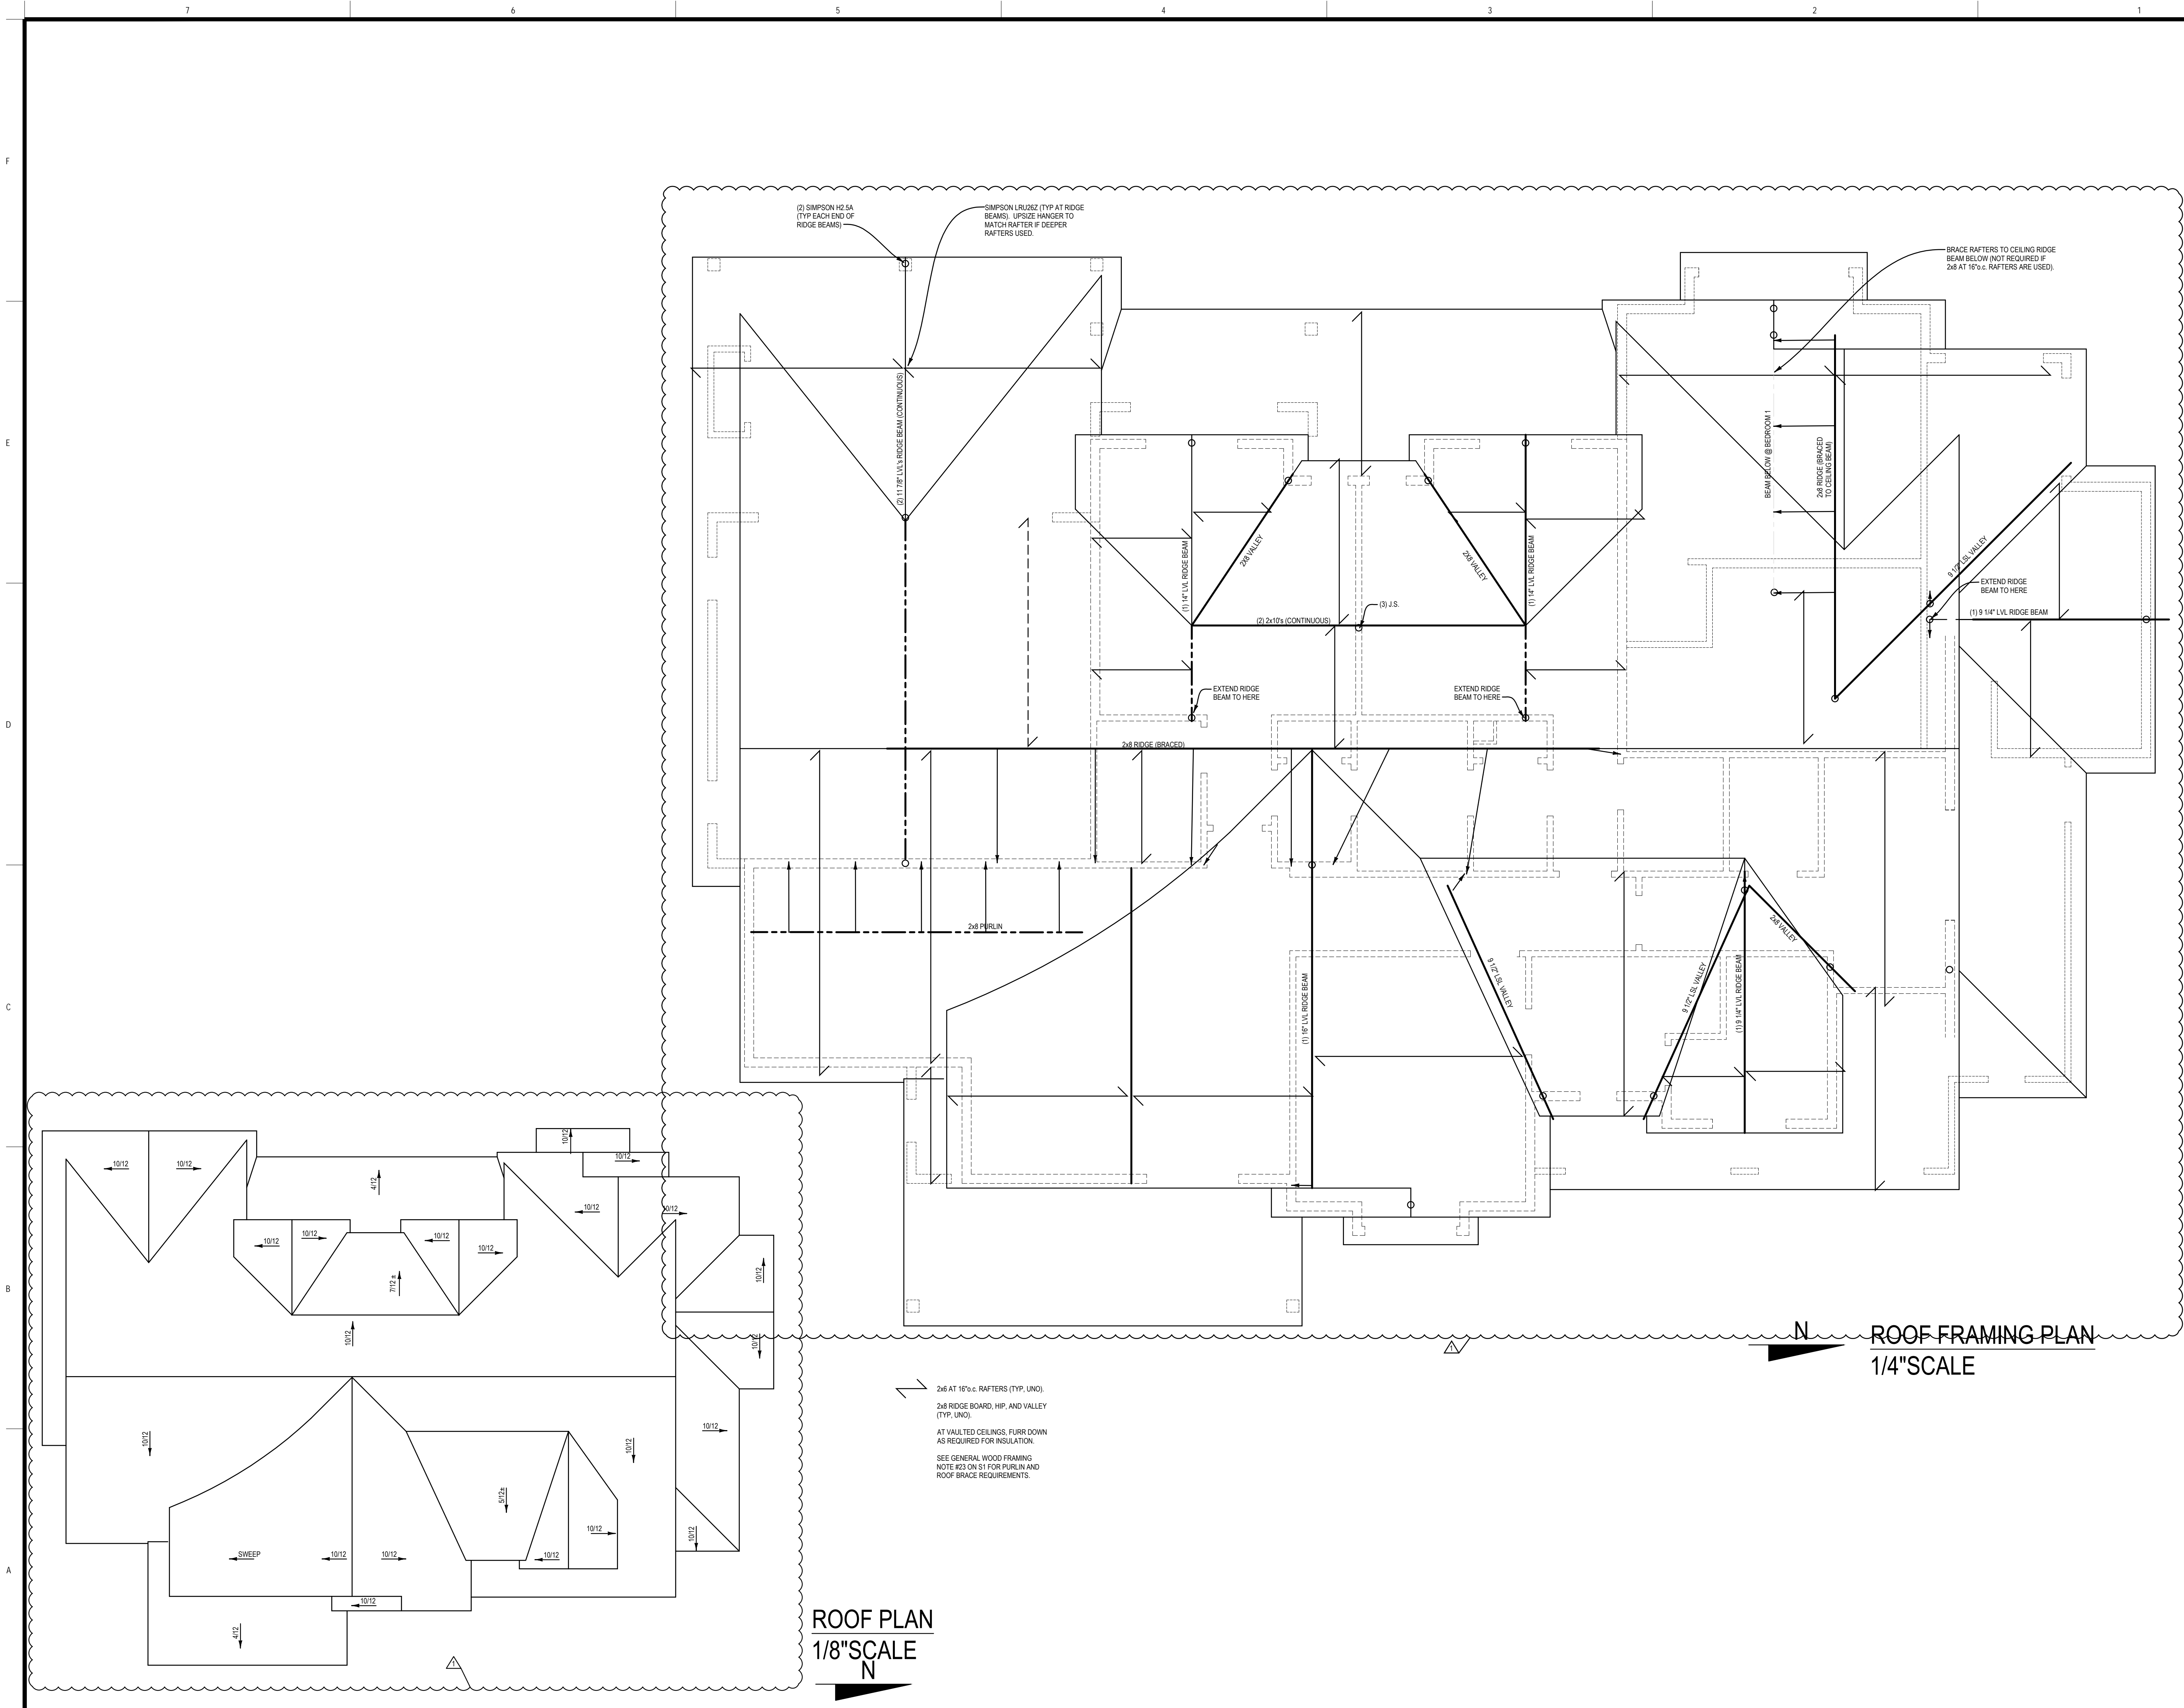 7
6
5
4
3
2
1
F
E
D
C
B
A
(2) SIMPSON H2.5A
(TYP EACH END OF
RIDGE BEAMS)
SIMPSON LRU26Z (TYP AT RIDGE
BEAMS). UPSIZE HANGER TO
MATCH RAFTER IF DEEPER
RAFTERS USED.
BRACE RAFTERS TO CEILING RIDGE
BEAM BELOW (NOT REQUIRED IF
2x8 AT 16"o.c. RAFTERS ARE USED).
(2) 11 7/8" LVL's RIDGE BEAM (CONTINUOUS)
BEAM BELOW @ BEDROOM 1
2x8 RIDGE (BRACED
TO CEILING BEAM)
(1) 14" LVL RIDGE BEAM
2X8 VALLEY
2X8 VALLEY
(1) 14" LVL RIDGE BEAM
9 1/2" LSL VALLEY
EXTEND RIDGE
BEAM TO HERE
(1) 9 1/4" LVL RIDGE BEAM
(3) J.S.
(2) 2x10's (CONTINUOUS)
EXTEND RIDGE
BEAM TO HERE
EXTEND RIDGE
BEAM TO HERE
2x8 RIDGE (BRACED)
2x8 PURLIN
(1) 16" LVL RIDGE BEAM
9 1/2" LSL VALLEY
9 1/2" LSL VALLEY
(1) 9 1/4" LVL RIDGE BEAM
2x8 VALLEY
1
N
ROOF FRAMING PLAN
1/4"SCALE
2x6 AT 16"o.c. RAFTERS (TYP, UNO).
2x8 RIDGE BOARD, HIP, AND VALLEY
(TYP, UNO).
AT VAULTED CEILINGS, FURR DOWN
AS REQUIRED FOR INSULATION.
SEE GENERAL WOOD FRAMING
NOTE #23 ON S1 FOR PURLIN AND
ROOF BRACE REQUIREMENTS.
10/12
10/12
4/12
10/12
10/12
10/12
10/12
10/12
10/12
10/12
10/12
7/12 ±
10/12
10/12
10/12
10/12
10/12
10/12
5/12±
10/12
10/12
10/12
SWEEP
10/12
10/12
10/12
4/12
1
ROOF PLAN
1/8"SCALE
N